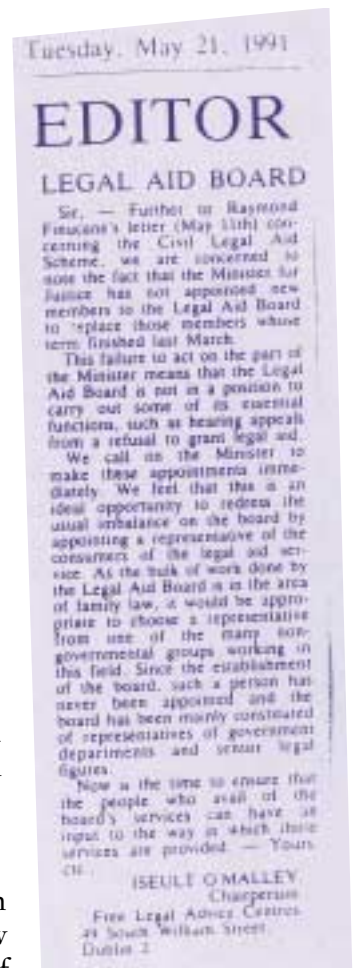 Tuesday, May 21, 1991
EDITOR
LEGAL AID BOARD
Sir, — Further to Raymond
Finucane's letter (May 11th) con-
cerning the Civil Legal Aid
Scheme, we are concerned to
note the fact that the Minister for
Justice has not appointed new
members to the Legal Aid Board
to replace those members whose
term finished last March.
This failure to act on the part of
the Minister means that the Legal
Aid Board is not in a position to
carry out some of its essential
functions, such as hearing appeals
from a refusal to grant legal aid.
We call on the Minister to
make these appointments imme-
diately. We feel that this is an
ideal opportunity to redress the
usual imbalance on the board by
appointing a representative of the
consumers of the legal aid ser-
vice. As the bulk of work done by
the Legal Aid Board is in the area
of family law, it would be appro-
priate to choose a representative
from one of the many non-
governmental groups working in
this field. Since the establishment
of the board, such a person has
never been appointed and the
board has been mainly constituted
of representatives of government
departments and senior legal
figures.
Now is the time to ensure that
the people who avail of the
board's services can have an
input to the way in which these
services are provided. — Yours
etc.
ISEULT O'MALLEY,
Chairperson,
Free Legal Advice Centres,
49 South William Street,
Dublin 2.